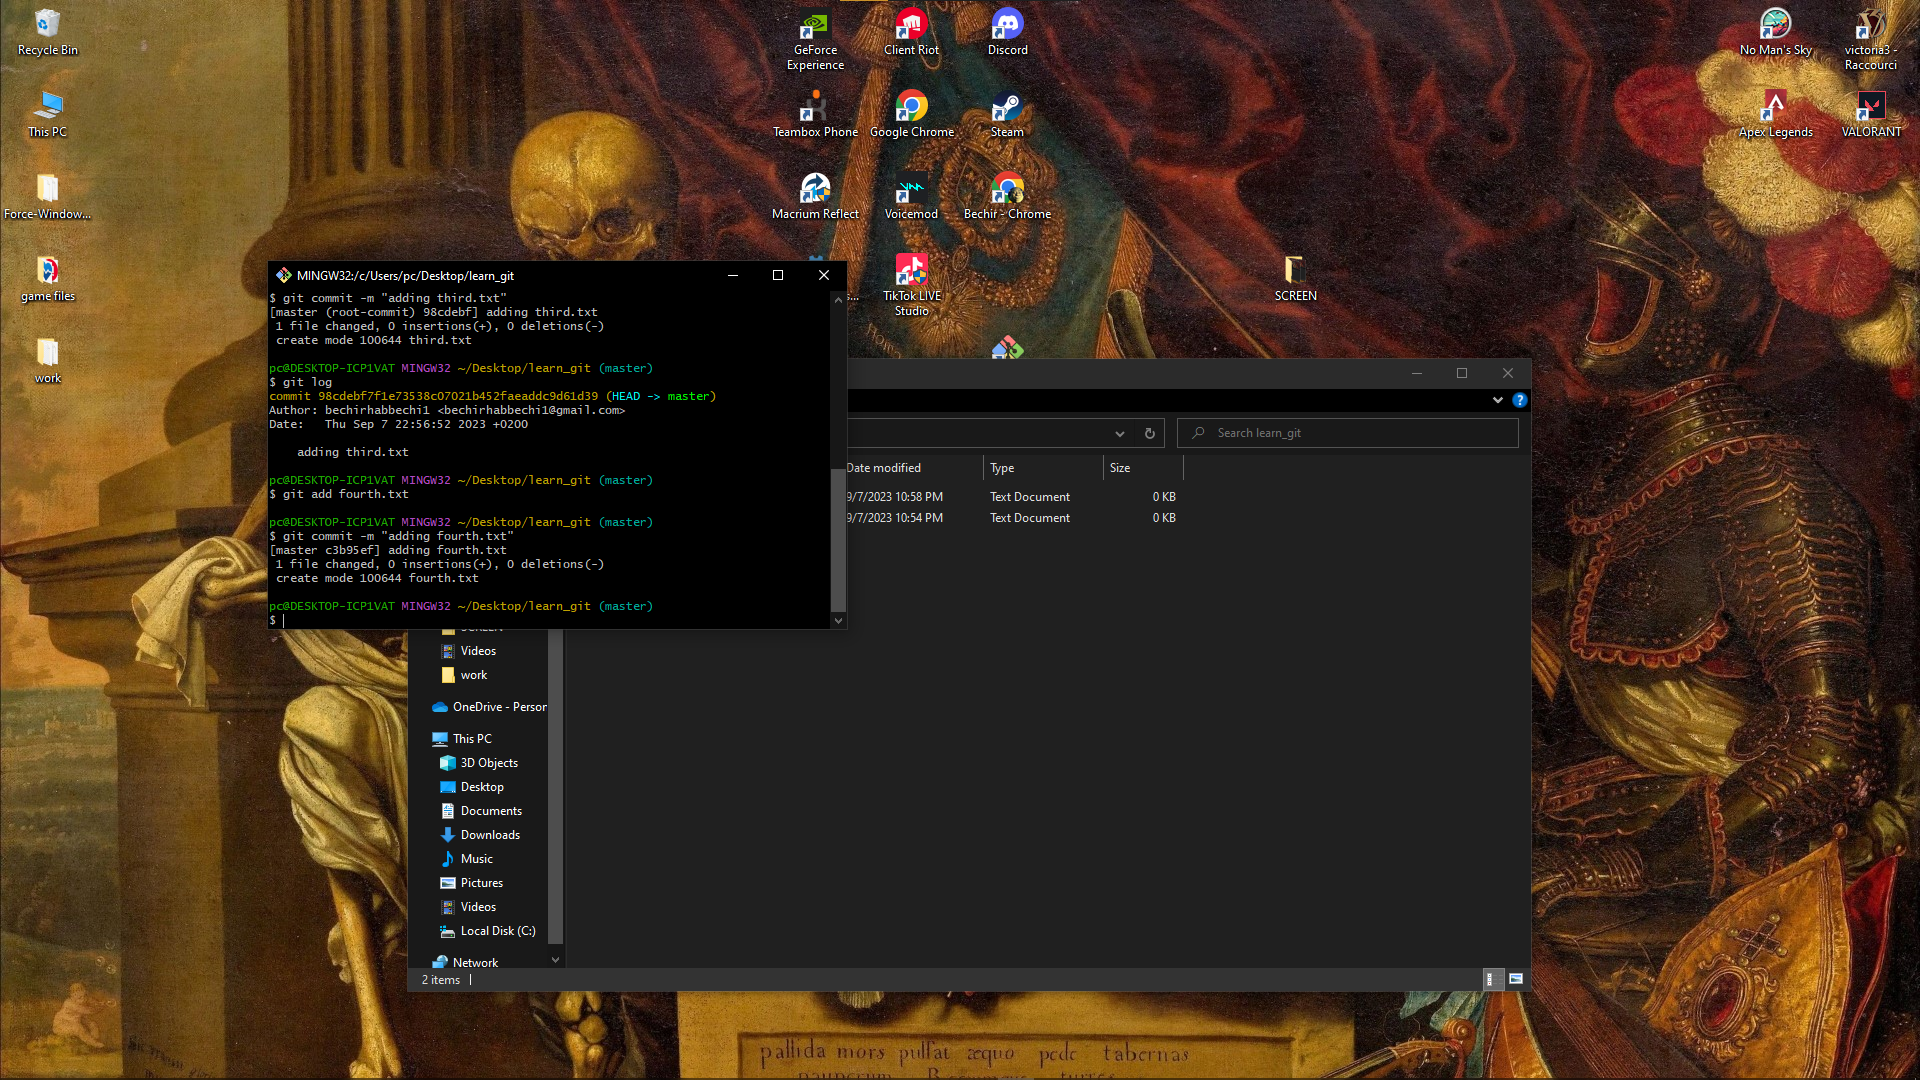 Recycle Bin
This PC
Force-Window...
game files
work
GeForce
Experience
Client Riot
Discord
Teambox Phone
Google Chrome
Steam
Macrium Reflect
Voicemod
Bechir - Chrome
TikTok LIVE
Studio
SCREEN
No Man's Sky
victoria3 -
Raccourci
Apex Legends
VALORANT
MINGW32:/c/Users/pc/Desktop/learn_git
$ git commit -m "adding third.txt"
[master (root-commit) 98cdebf] adding third.txt
1 file changed, 0 insertions(+), 0 deletions(-)
create mode 100644 third.txt
pc@DESKTOP-ICP1VAT MINGW32 ~/Desktop/learn_git (master)
$ git log
commit 98cdebf7f1e73538c07021b452faeaddc9d61d39 (HEAD -> master)
Author: bechirhabbechi1 <bechirhabbechi1@gmail.com>
Date:   Thu Sep 7 22:56:52 2023 +0200
adding third.txt
pc@DESKTOP-ICP1VAT MINGW32 ~/Desktop/learn_git (master)
$ git add fourth.txt
pc@DESKTOP-ICP1VAT MINGW32 ~/Desktop/learn_git (master)
$ git commit -m "adding fourth.txt"
[master c3b95ef] adding fourth.txt
1 file changed, 0 insertions(+), 0 deletions(-)
create mode 100644 fourth.txt
pc@DESKTOP-ICP1VAT MINGW32 ~/Desktop/learn_git (master)
$
Search learn_git
Date modified Type Size
9/7/2023 10:58 PM Text Document 0 KB
9/7/2023 10:54 PM Text Document 0 KB
Videos
work
OneDrive - Person
This PC
3D Objects
Desktop
Documents
Downloads
Music
Pictures
Videos
Local Disk (C:)
Network
2 items
pallida mors pulsat æquo pede tabernas